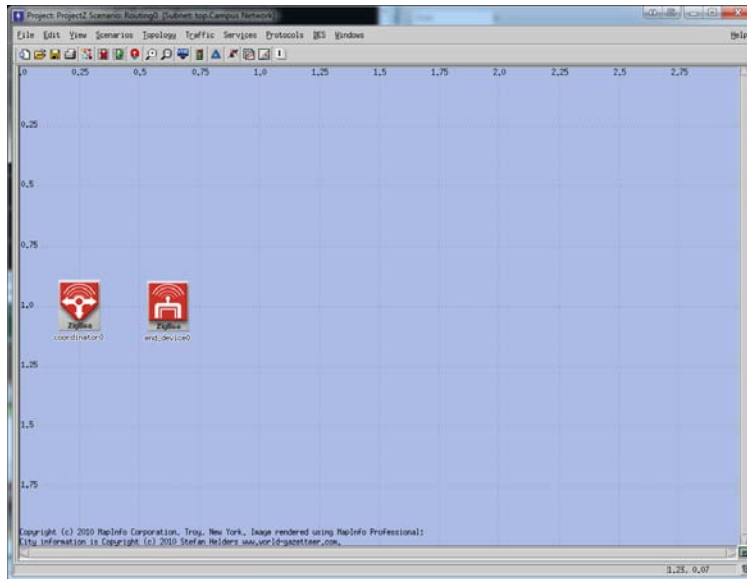 Project: ProjectZ Scenario: Routing0 [Subnet: top.Campus Network]
File Edit View Scenarios Topology Traffic Services Protocols DES Windows Help
0.25 0.5 0.75 1.0 1.25 1.5 1.75 2.0 2.25 2.5 2.75
0.25
0.5
0.75
1.0
ZigBee ZigBee
coordinator0 end_device0
1.25
1.5
1.75
Copyright (c) 2010 MapInfo Corporation, Troy, New York. Image rendered using MapInfo Professional;
City information is Copyright (c) 2010 Stefan Helders www.world-gazetteer.com.
1.23, 0.07